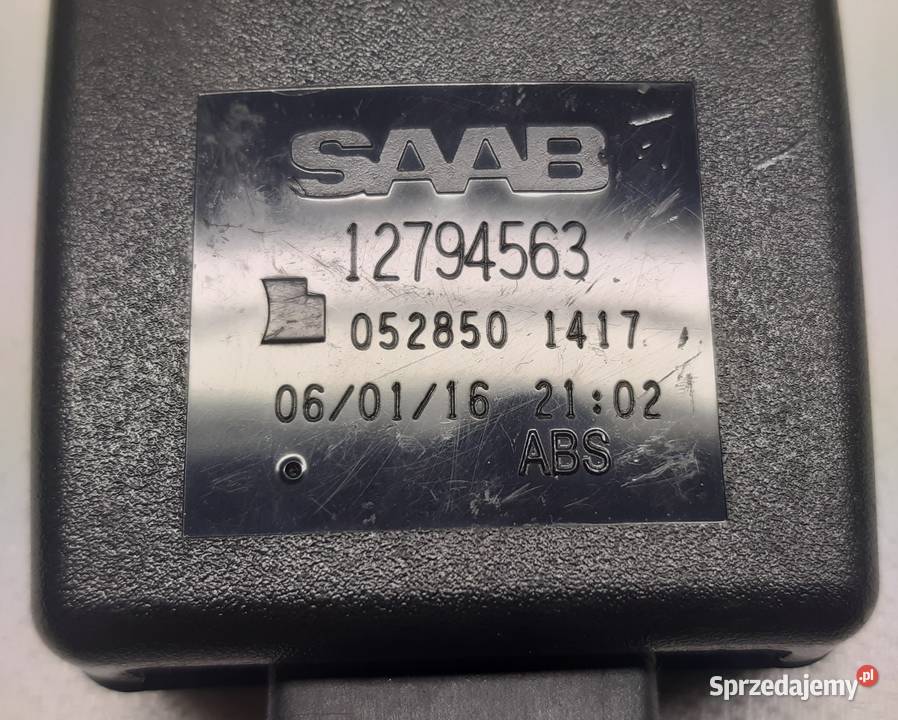 SAAB
12794563
052850 1417
06/01/16 21:02
ABS
Sprzedajemy.pl